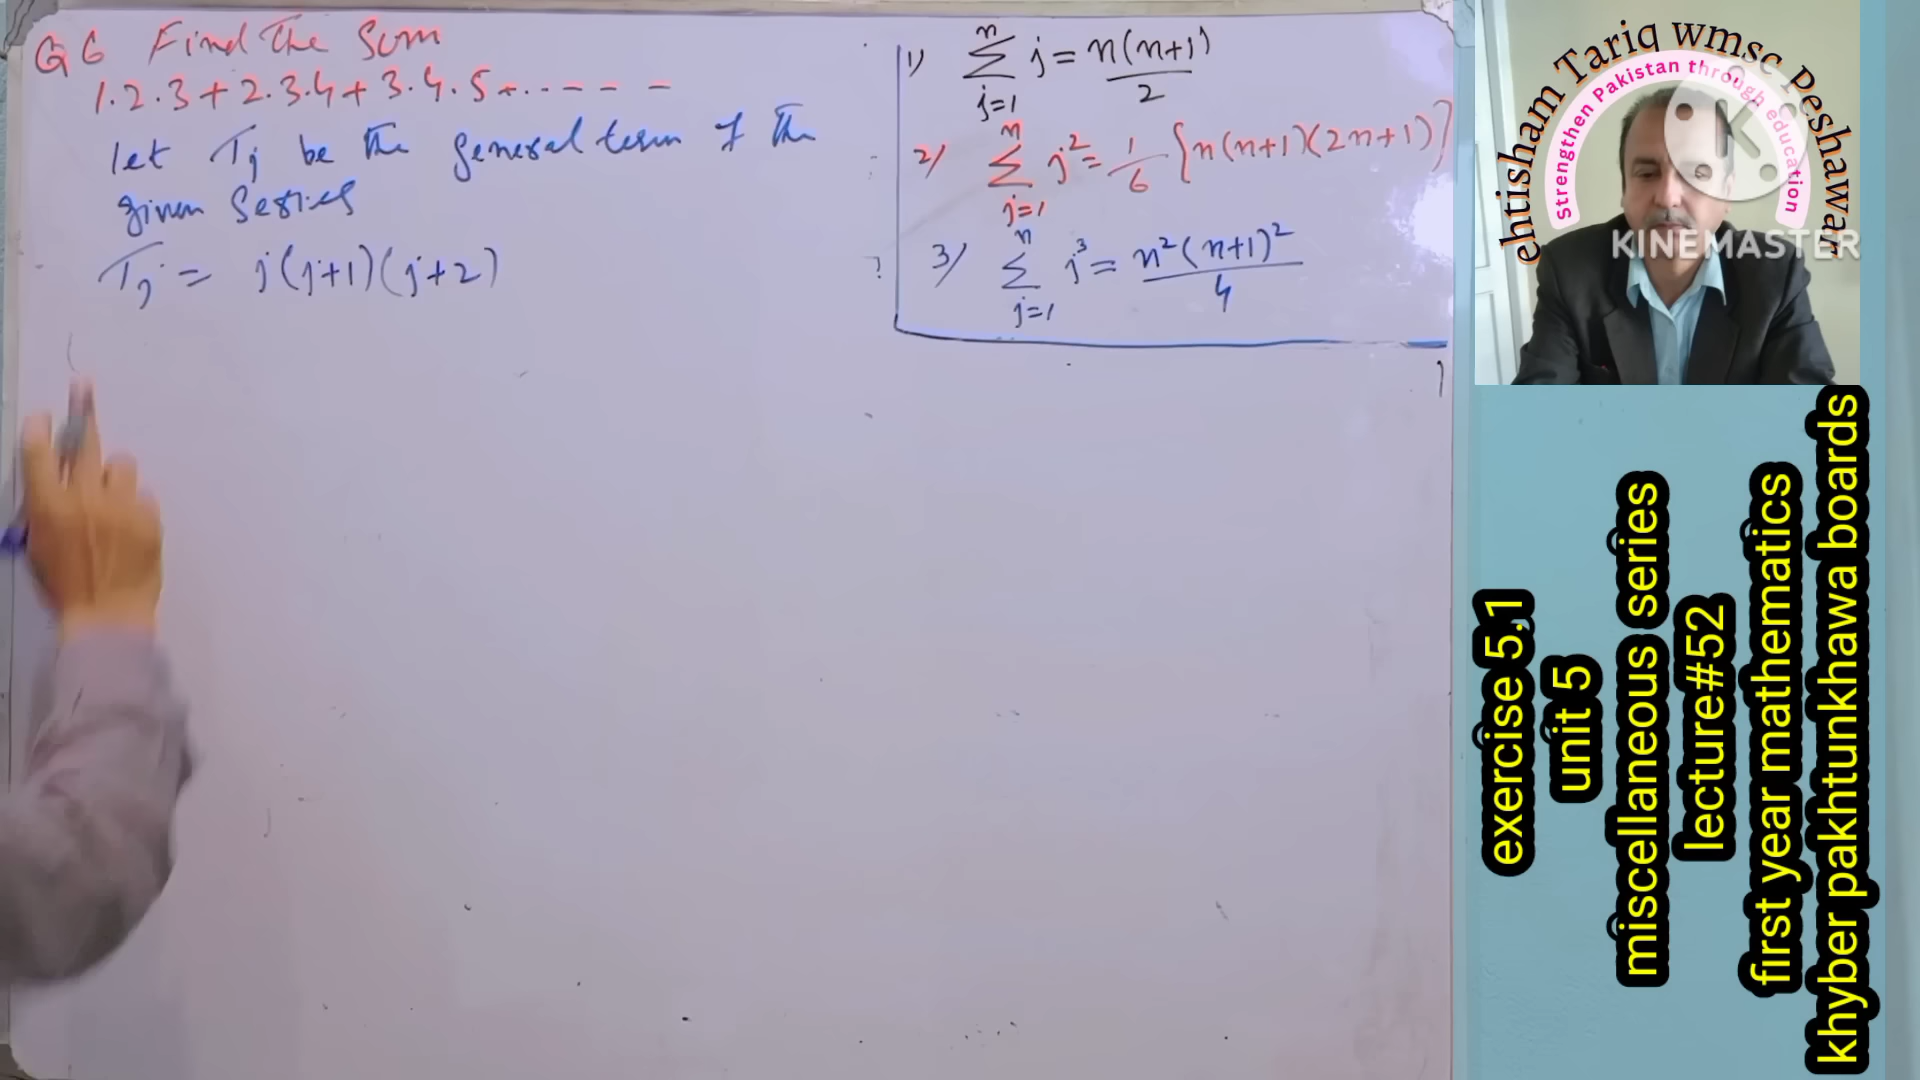 Q6 Find the Sum
1.2.3+2.3.4+3.4.5+...---
let Tj be the general term of the
given Series
Tj = j(j+1)(j+2)
1) n∑j=1 j = n(n+1)/2
2) n∑j=1 j² = 1/6 {n(n+1)(2n+1)}
3) n∑j=1 j³ = n²(n+1)²/4
ehtisham Tariq wmsc Peshawar
Strengthen Pakistan through education
K
KINEMASTER
exercise 5.1
unit 5
miscellaneous series
lecture#52
first year mathematics
khyber pakhtunkhawa boards